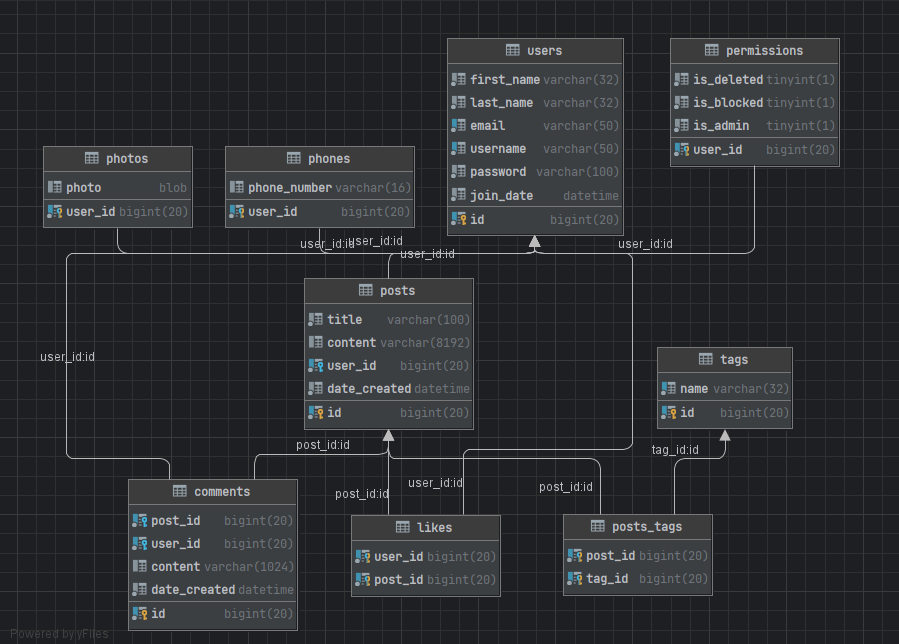 users
first_name varchar(32)
last_name varchar(32)
email varchar(50)
username varchar(50)
password varchar(100)
join_date datetime
id bigint(20)
permissions
is_deleted tinyint(1)
is_blocked tinyint(1)
is_admin tinyint(1)
user_id bigint(20)
photos
photo blob
user_id bigint(20)
phones
phone_number varchar(16)
user_id bigint(20)
user_id:id
user_id:id
user_id:id
user_id:id
posts
title varchar(100)
content varchar(8192)
user_id bigint(20)
date_created datetime
id bigint(20)
user_id:id
tags
name varchar(32)
id bigint(20)
post_id:id
tag_id:id
post_id:id
user_id:id
post_id:id
comments
post_id bigint(20)
user_id bigint(20)
content varchar(1024)
date_created datetime
id bigint(20)
likes
user_id bigint(20)
post_id bigint(20)
posts_tags
post_id bigint(20)
tag_id bigint(20)
Powered by yFiles